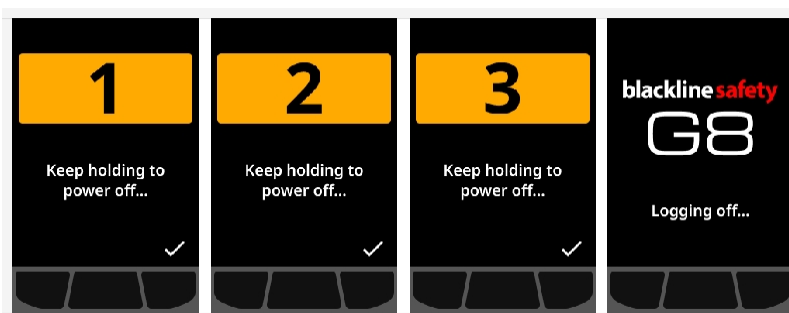 1
Keep holding to
power off...
2
Keep holding to
power off...
3
Keep holding to
power off...
blacklinesafety
G8
Logging off...